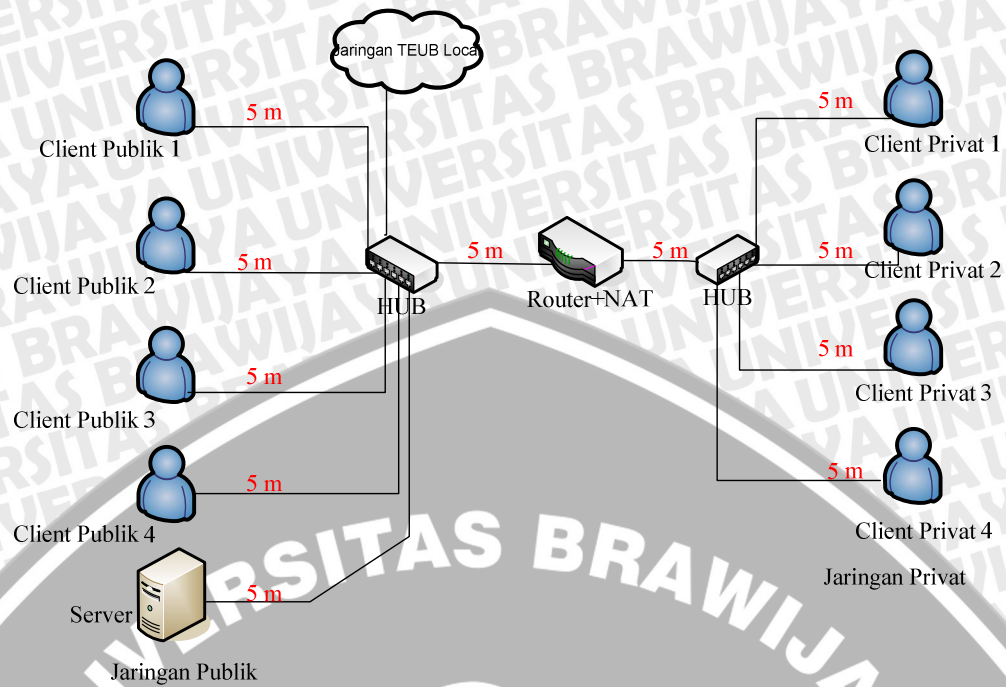 Jaringan TEUB Local
5 m
Client Publik 1
5 m
Client Privat 1
5 m
Client Publik 2
HUB
5 m
Router+NAT
5 m
HUB
5 m
Client Privat 2
5 m
Client Publik 3
5 m
Client Privat 3
5 m
Client Publik 4
5 m
Client Privat 4
Jaringan Privat
Server
5 m
Jaringan Publik
UNIVERSITAS BRAWIJAYA